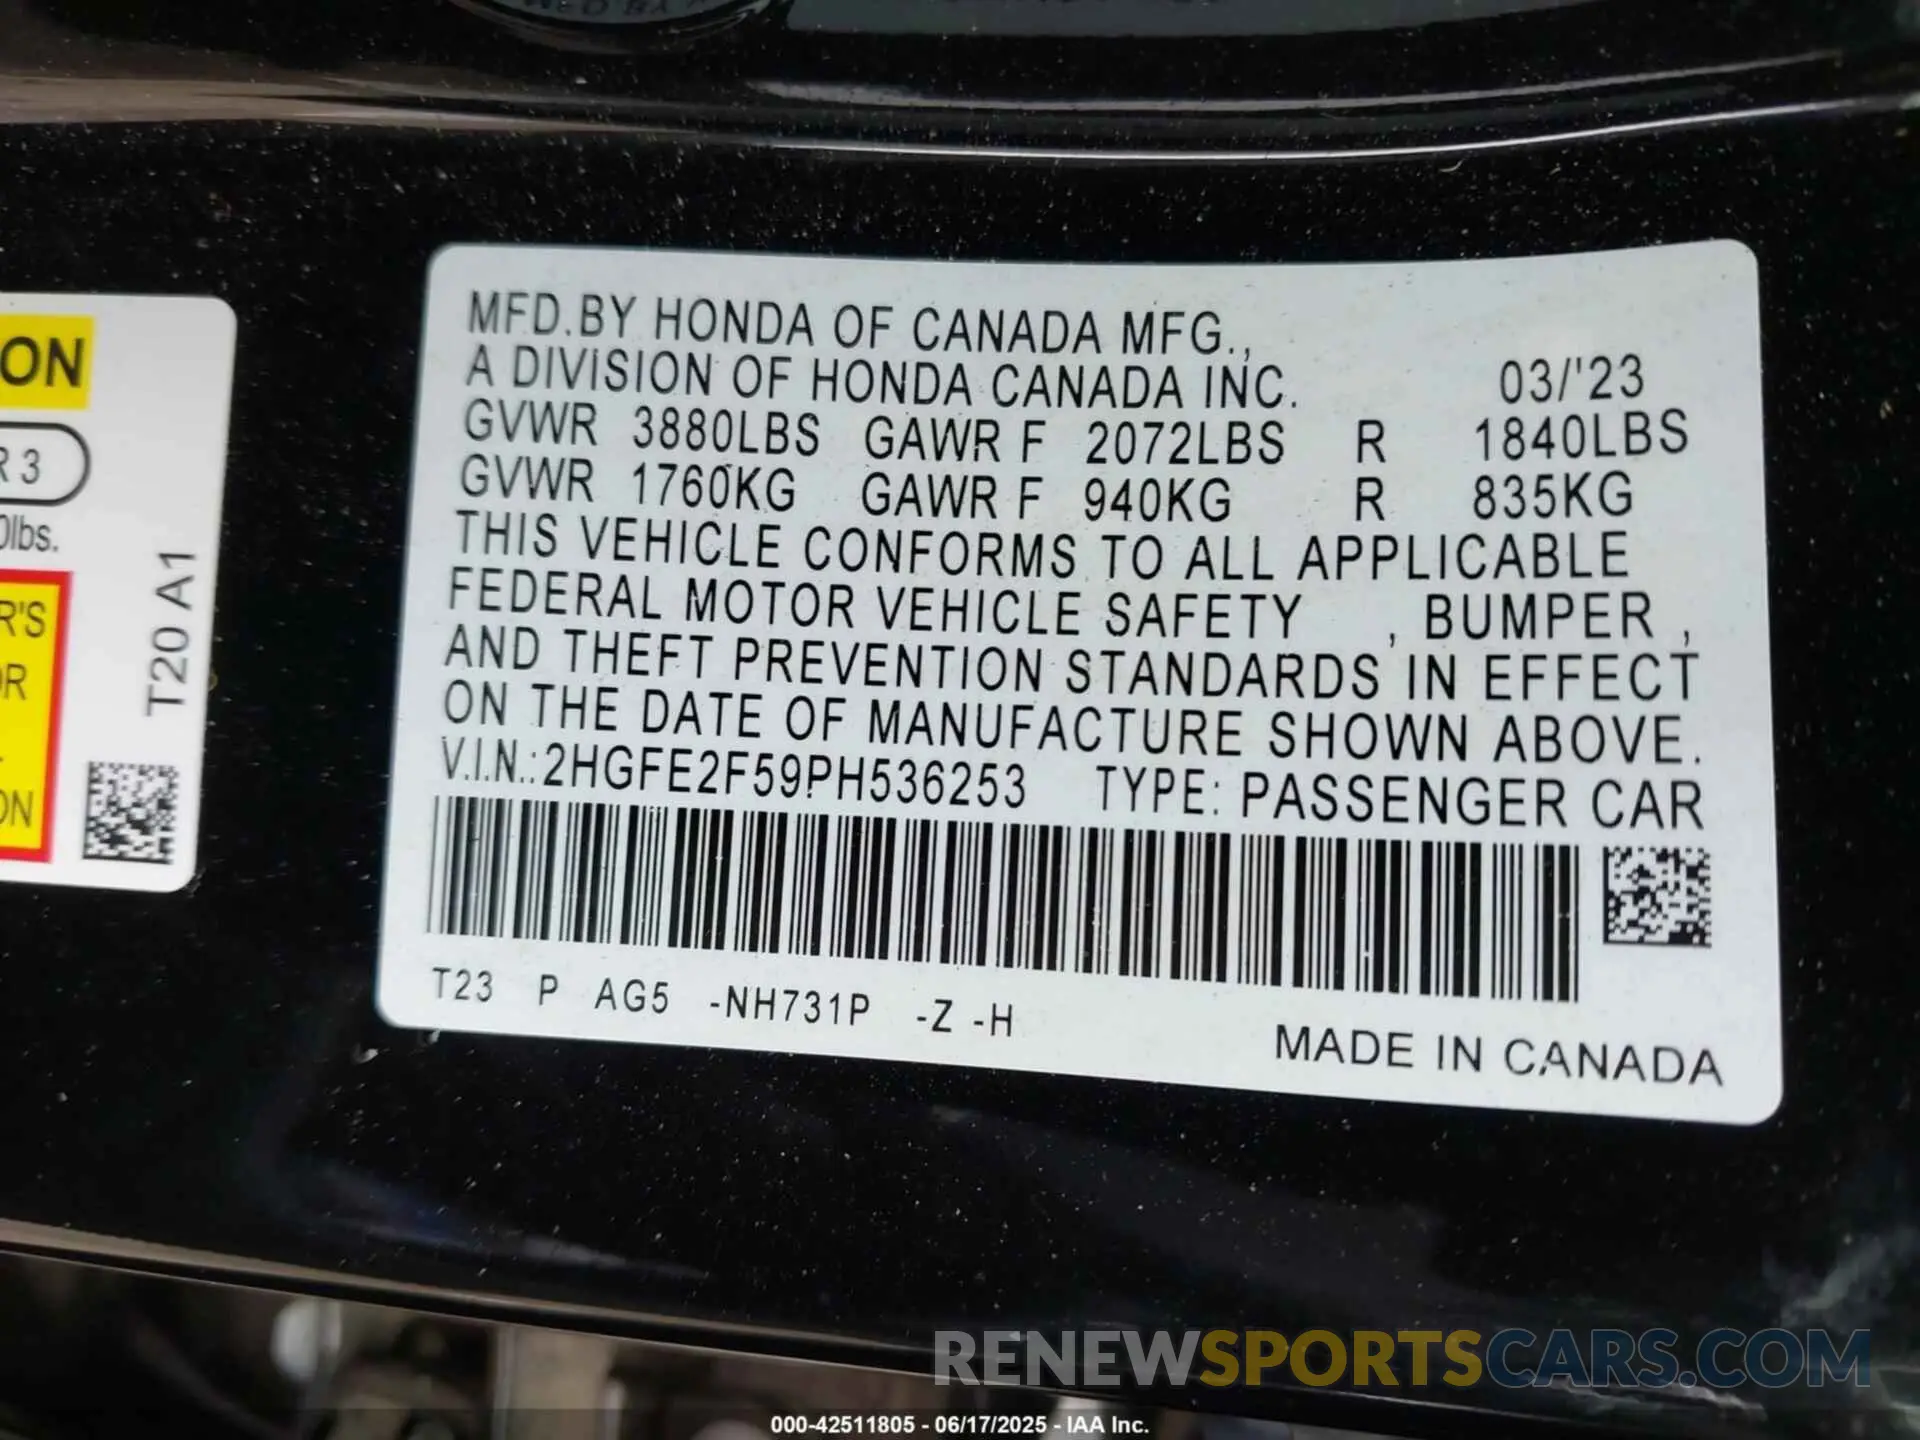 MFD.BY HONDA OF CANADA MFG.,
A DIVISION OF HONDA CANADA INC. 03/'23
GVWR 3880LBS GAWR F 2072LBS R 1840LBS
GVWR 1760KG GAWR F 940KG R 835KG
THIS VEHICLE CONFORMS TO ALL APPLICABLE
FEDERAL MOTOR VEHICLE SAFETY , BUMPER ,
AND THEFT PREVENTION STANDARDS IN EFFECT
ON THE DATE OF MANUFACTURE SHOWN ABOVE.
V.I.N.: 2HGFE2F59PH536253 TYPE: PASSENGER CAR
T23 P AG5 -NH731P -Z -H
MADE IN CANADA
ON
R 3
0lbs.
R'S
OR
ON
T20 A1
RENEWSPORTSCARS.COM
000-42511805 - 06/17/2025 - IAA Inc.